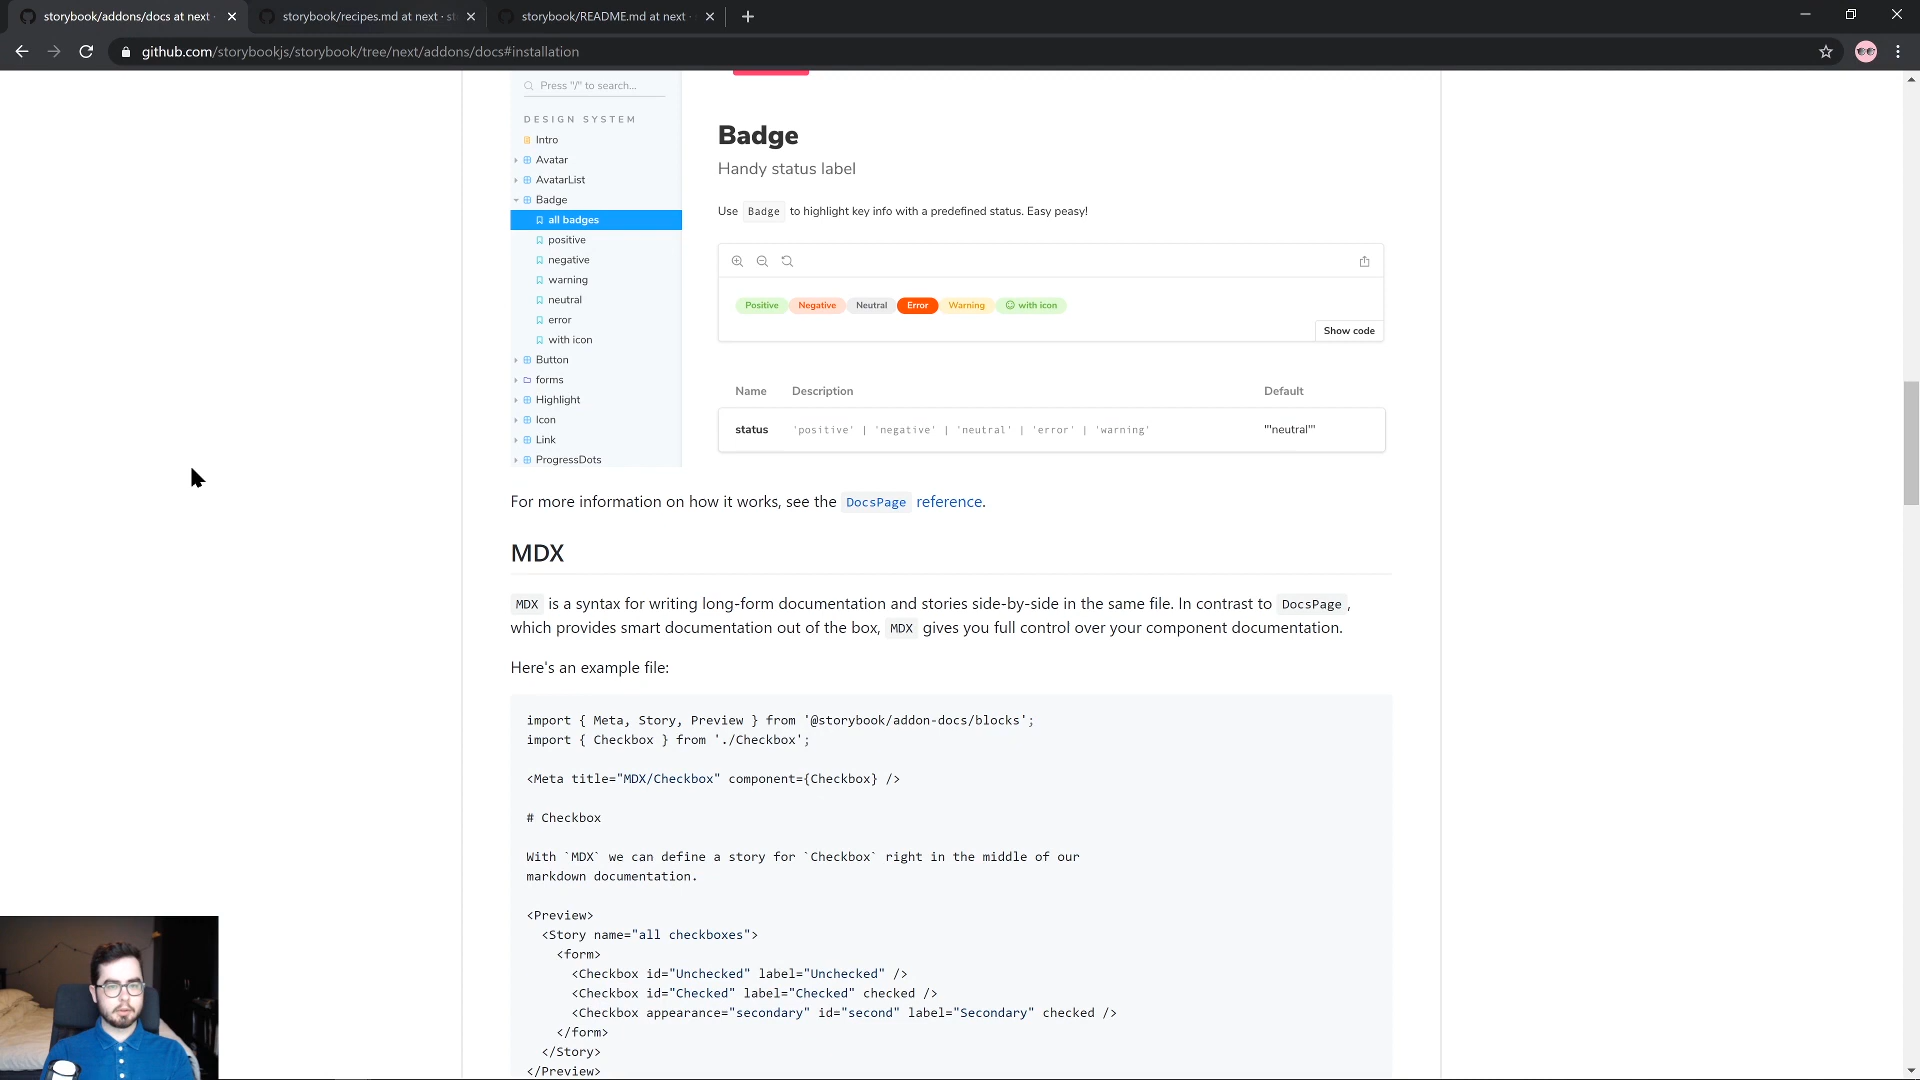 storybook/addons/docs at next
storybook/recipes.md at next · st
storybook/README.md at next ·
github.com/storybookjs/storybook/tree/next/addons/docs#installation
Press "/" to search...
DESIGN SYSTEM
Intro
Avatar
AvatarList
Badge
all badges
positive
negative
warning
neutral
error
with icon
Button
forms
Highlight
Icon
Link
ProgressDots
Badge
Handy status label
Use Badge to highlight key info with a predefined status. Easy peasy!
Positive Negative Neutral Error Warning with icon
Show code
Name Description Default
status 'positive' | 'negative' | 'neutral' | 'error' | 'warning' "'neutral'"
For more information on how it works, see the DocsPage reference.
MDX
MDX is a syntax for writing long-form documentation and stories side-by-side in the same file. In contrast to DocsPage,
which provides smart documentation out of the box, MDX gives you full control over your component documentation.
Here's an example file:
import { Meta, Story, Preview } from '@storybook/addon-docs/blocks';
import { Checkbox } from './Checkbox';
<Meta title="MDX/Checkbox" component={Checkbox} />
# Checkbox
With `MDX` we can define a story for `Checkbox` right in the middle of our
markdown documentation.
<Preview>
<Story name="all checkboxes">
<form>
<Checkbox id="Unchecked" label="Unchecked" />
<Checkbox id="Checked" label="Checked" checked />
<Checkbox appearance="secondary" id="second" label="Secondary" checked />
</form>
</Story>
</Preview>